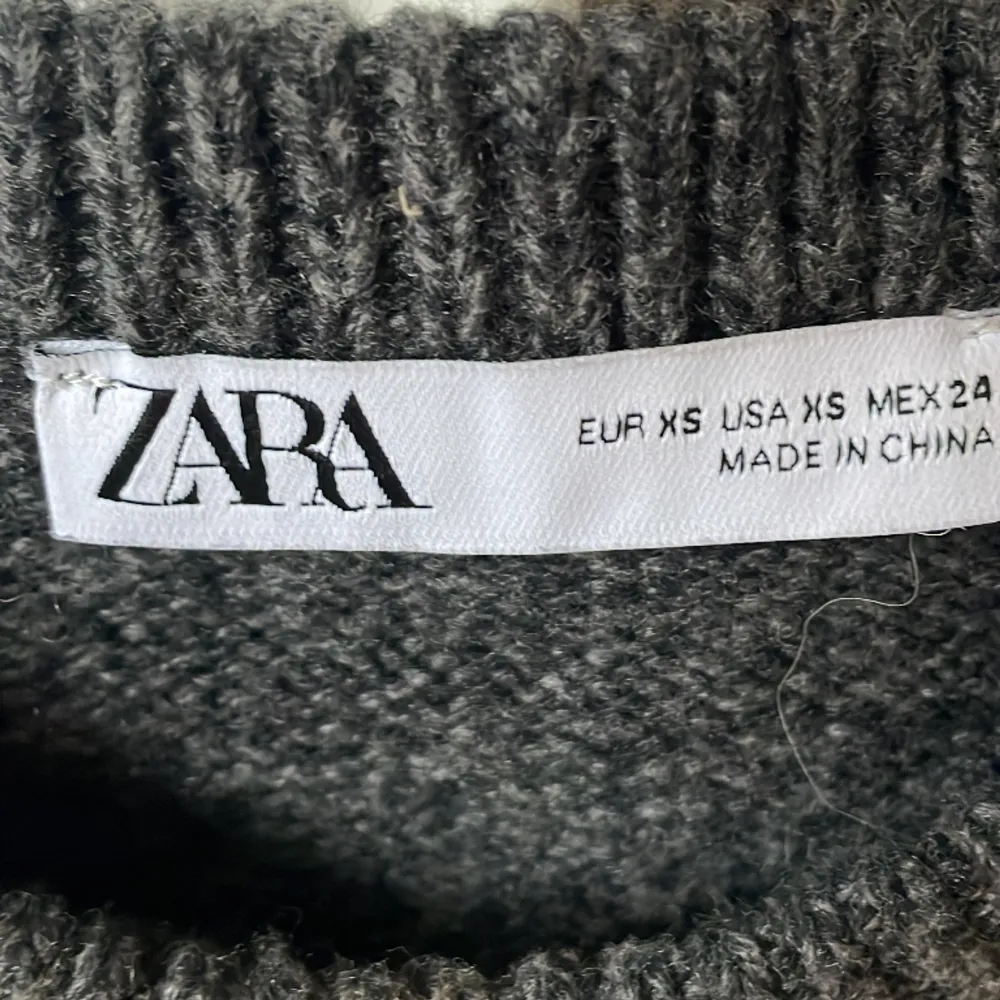 ZARA
EUR XS USA XS MEX 24
MADE IN CHINA